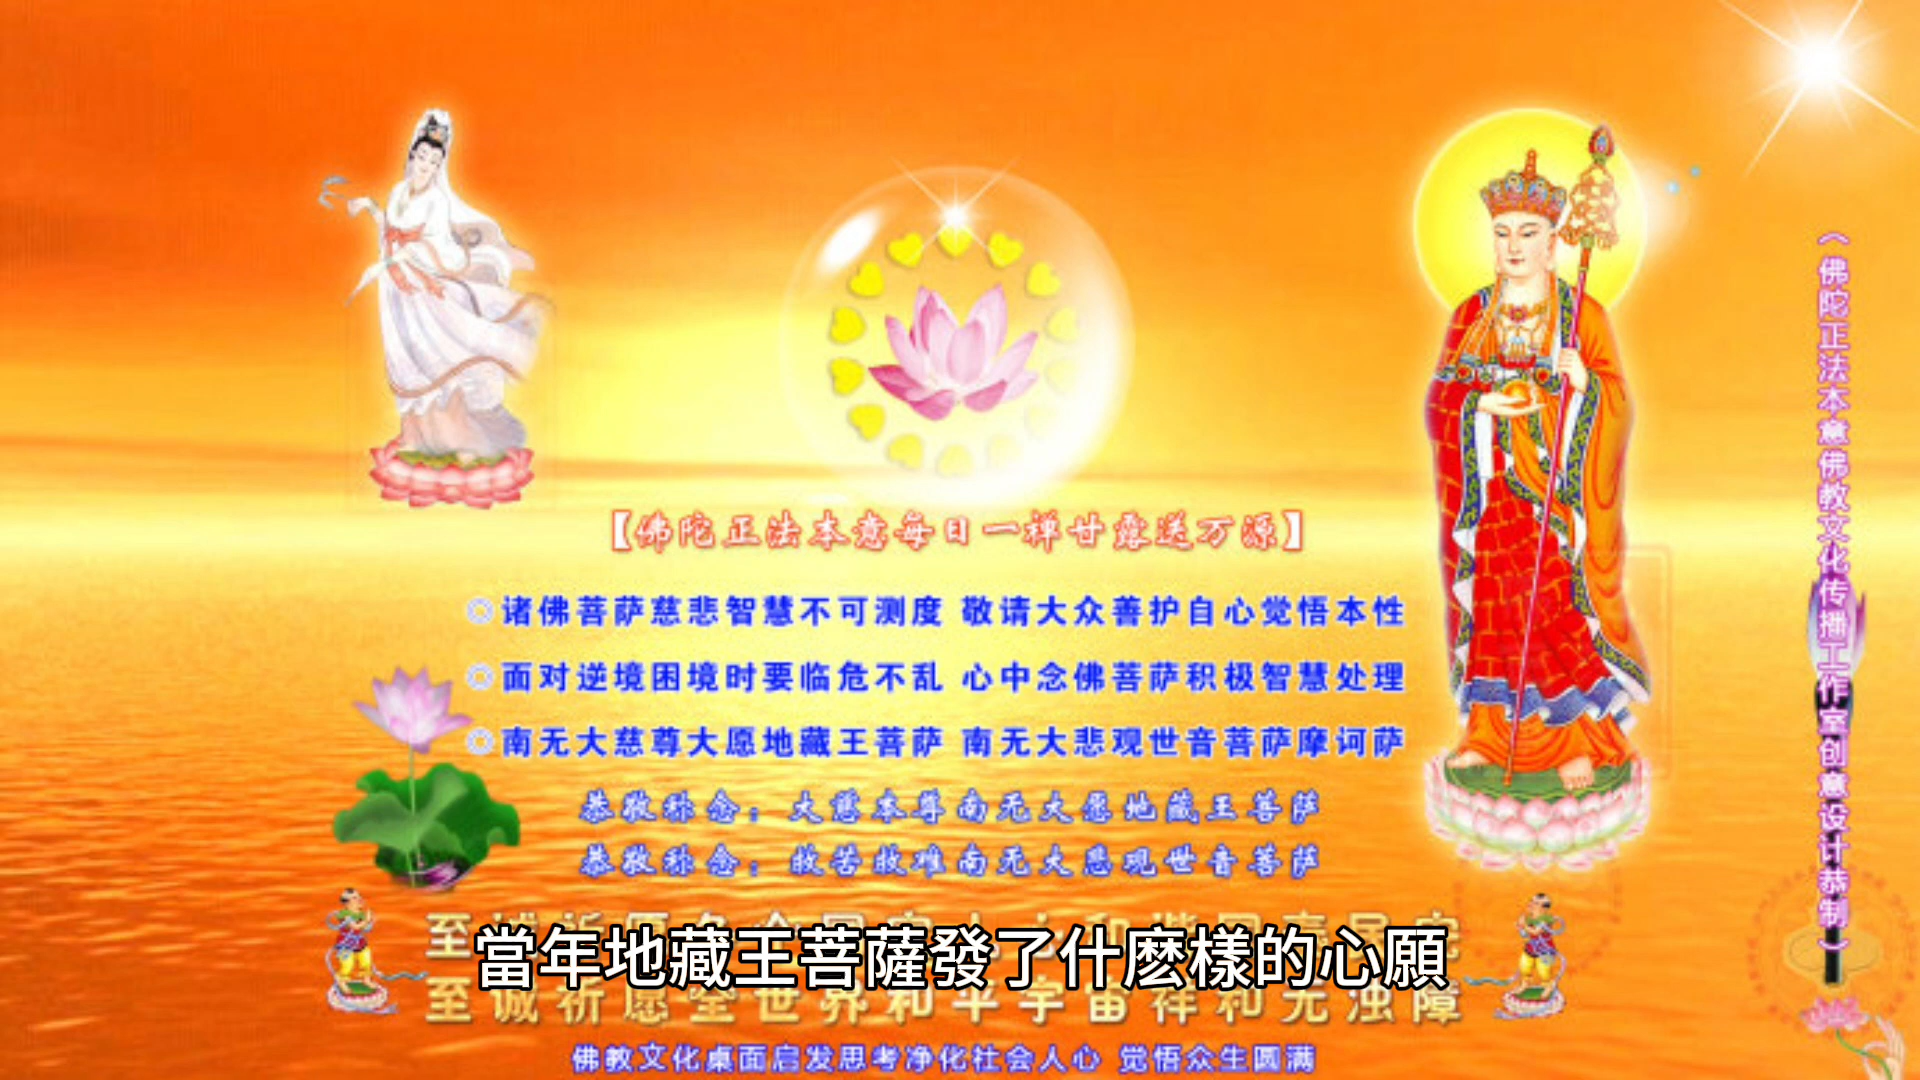 【佛陀正法本意每日一禅甘露送万源】
◎诸佛菩萨慈悲智慧不可测度 敬请大众善护自心觉悟本性
◎面对逆境困境时要临危不乱 心中念佛菩萨积极智慧处理
◎南无大慈尊大愿地藏王菩萨 南无大悲观世音菩萨摩诃萨
恭敬称念：大慈本尊南无大愿地藏王菩萨
恭敬称念：救苦救难南无大悲观世音菩萨
當年地藏王菩薩發了什麽樣的心願
至诚祈愿全世界和平宇宙祥和无浊障
佛教文化桌面启发思考净化社会人心 觉悟众生圆满
《佛陀正法本意佛教文化传播工作室创意设计恭制》